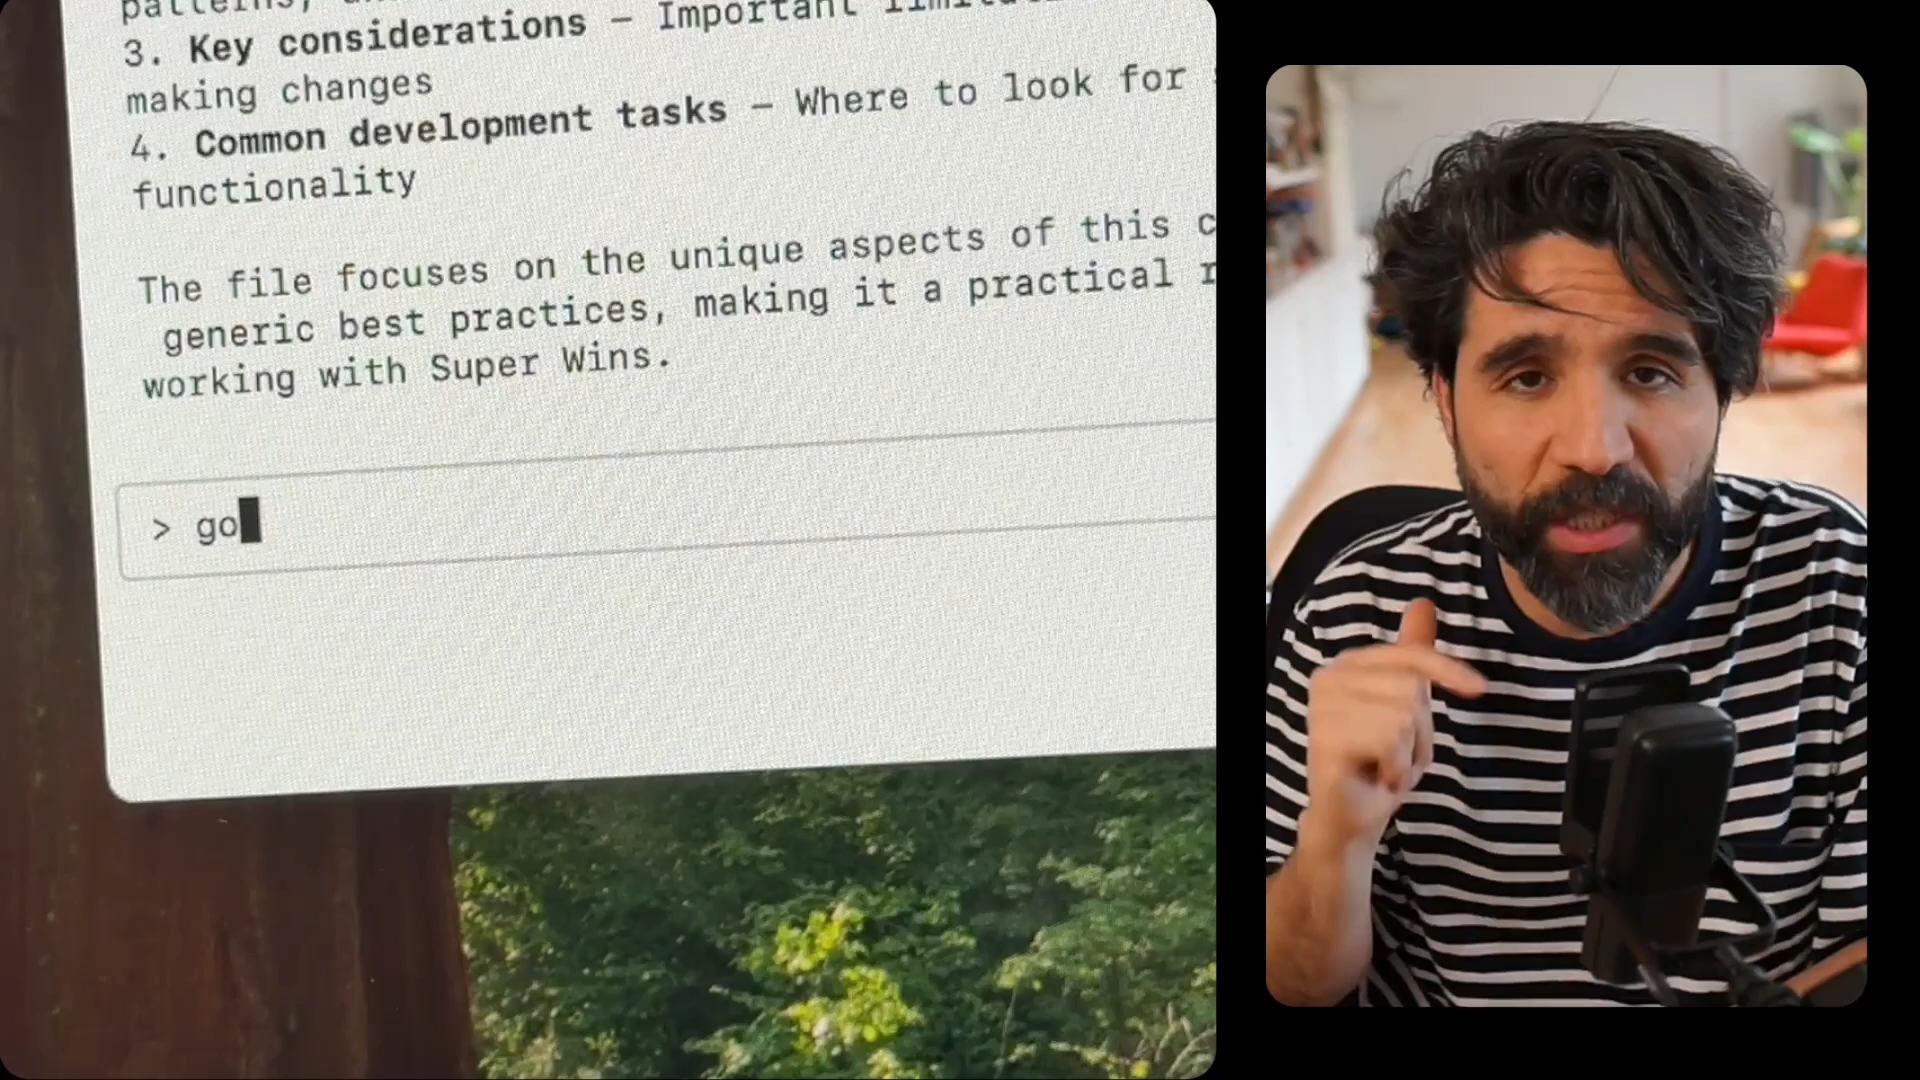 patterns,
3. Key considerations – Important
making changes
4. Common development tasks – Where to look for
functionality
The file focuses on the unique aspects of this
generic best practices, making it a practical
working with Super Wins.
> go